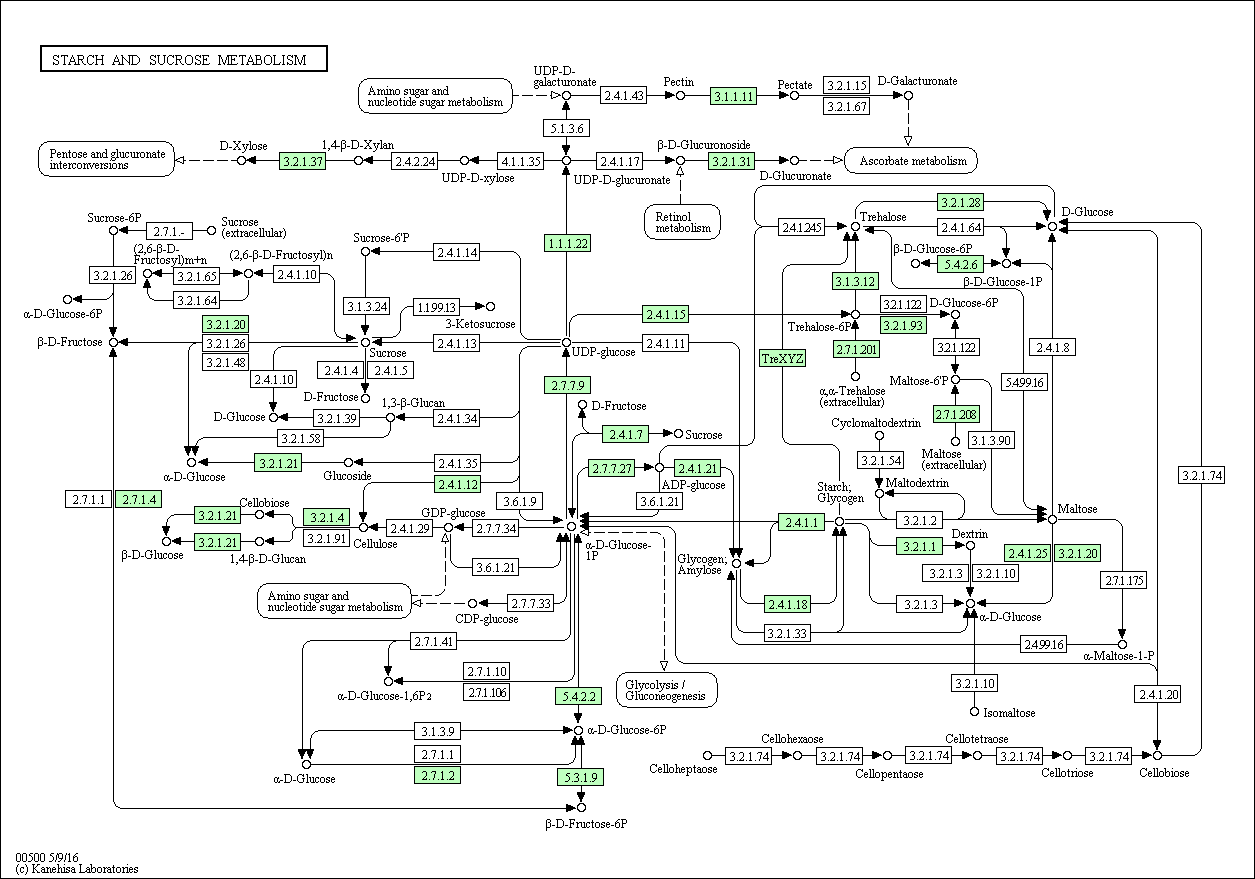 STARCH AND SUCROSE METABOLISM
UDP-D-
galacturonate
Amino sugar and
nucleotide sugar metabolism
2.4.1.43
Pectin
3.1.1.11
Pectate
3.2.1.15
3.2.1.67
D-Galacturonate
5.1.3.6
Pentose and glucuronate
interconversions
D-Xylose
3.2.1.37
1,4-β-D-Xylan
2.4.2.24
UDP-D-xylose
4.1.1.35
2.4.1.17
UDP-D-glucuronate
β-D-Glucuronoside
3.2.1.31
D-Glucuronate
Ascorbate metabolism
Retinol
metabolism
3.2.1.28
Sucrose-6P
2.7.1.-
Sucrose
(extracellular)
2.4.1.245
Trehalose
2.4.1.64
D-Glucose
(2,6-β-D-
Fructosyl)m+n
(2,6-β-D-Fructosyl)n
Sucrose-6'P
2.4.1.14
1.1.1.22
β-D-Glucose-6P
5.4.2.6
β-D-Glucose-1P
3.2.1.26
3.2.1.65
2.4.1.10
3.2.1.64
3.1.3.12
α-D-Glucose-6P
3.1.3.24
1.1.99.13
3-Ketosucrose
2.4.1.15
3.2.1.122
D-Glucose-6P
3.2.1.20
Trehalose-6P
3.2.1.93
β-D-Fructose
3.2.1.26
Sucrose
2.4.1.13
UDP-glucose
2.4.1.11
2.7.1.201
3.2.1.122
2.4.1.8
3.2.1.48
TreXYZ
2.4.1.10
2.4.1.4
2.4.1.5
2.7.7.9
α,α-Trehalose
(extracellular)
Maltose-6'P
5.4.99.16
D-Fructose
1,3-β-Glucan
D-Fructose
D-Glucose
3.2.1.39
2.4.1.34
2.7.1.208
Cyclomaltodextrin
3.2.1.58
2.4.1.7
Sucrose
3.1.3.90
3.2.1.54
Maltose
(extracellular)
3.2.1.21
2.4.1.35
2.7.7.27
2.4.1.21
α-D-Glucose
Glucoside
ADP-glucose
3.2.1.74
2.4.1.12
Starch;
Glycogen
Maltodextrin
2.7.1.1
2.7.1.4
Cellobiose
3.6.1.9
3.6.1.21
3.2.1.21
3.2.1.4
GDP-glucose
2.4.1.1
3.2.1.2
Maltose
2.4.1.29
2.7.7.34
3.2.1.21
3.2.1.91
Cellulose
α-D-Glucose-
1P
3.2.1.1
Dextrin
β-D-Glucose
1,4-β-D-Glucan
Glycogen;
Amylose
2.4.1.25
3.2.1.20
3.6.1.21
3.2.1.3
3.2.1.10
2.7.1.175
Amino sugar and
nucleotide sugar metabolism
2.7.7.33
CDP-glucose
2.4.1.18
3.2.1.3
α-D-Glucose
3.2.1.33
2.7.1.41
2.4.99.16
α-Maltose-1-P
2.7.1.10
α-D-Glucose-1,6P2
2.7.1.106
5.4.2.2
Glycolysis /
Gluconeogenesis
3.2.1.10
2.4.1.20
Isomaltose
3.1.3.9
α-D-Glucose-6P
2.7.1.1
α-D-Glucose
2.7.1.2
5.3.1.9
Cellohexaose
Cellotetraose
3.2.1.74
3.2.1.74
3.2.1.74
3.2.1.74
3.2.1.74
Celloheptaose
Cellopentaose
Cellotriose
Cellobiose
β-D-Fructose-6P
00500 5/9/16
(c) Kanehisa Laboratories